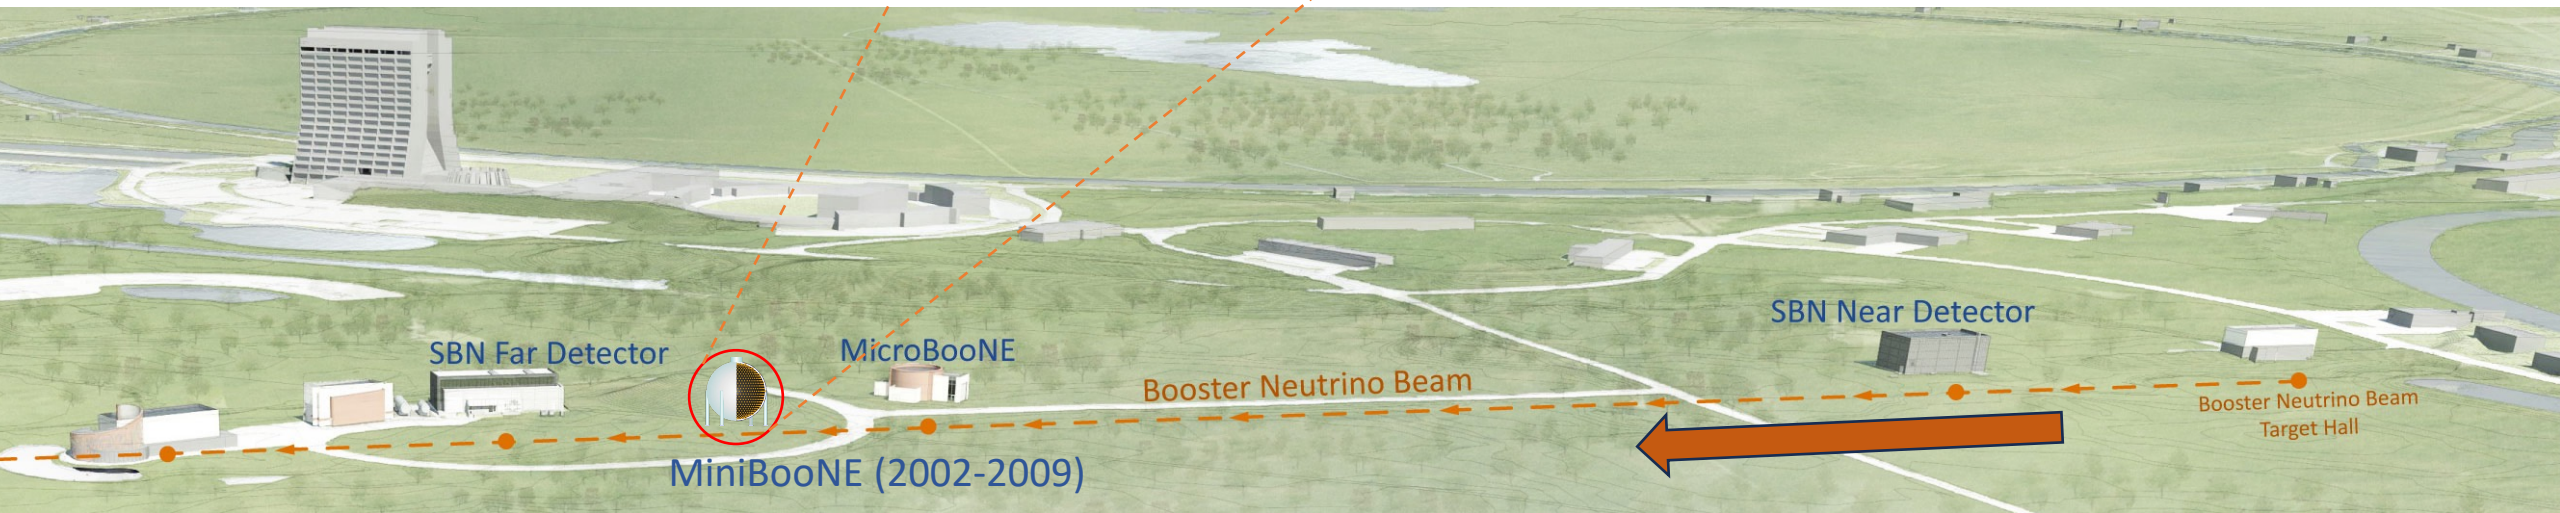 SBN Near Detector
SBN Far Detector
MicroBooNE
Booster Neutrino Beam
Booster Neutrino Beam
Target Hall
MiniBooNE (2002-2009)